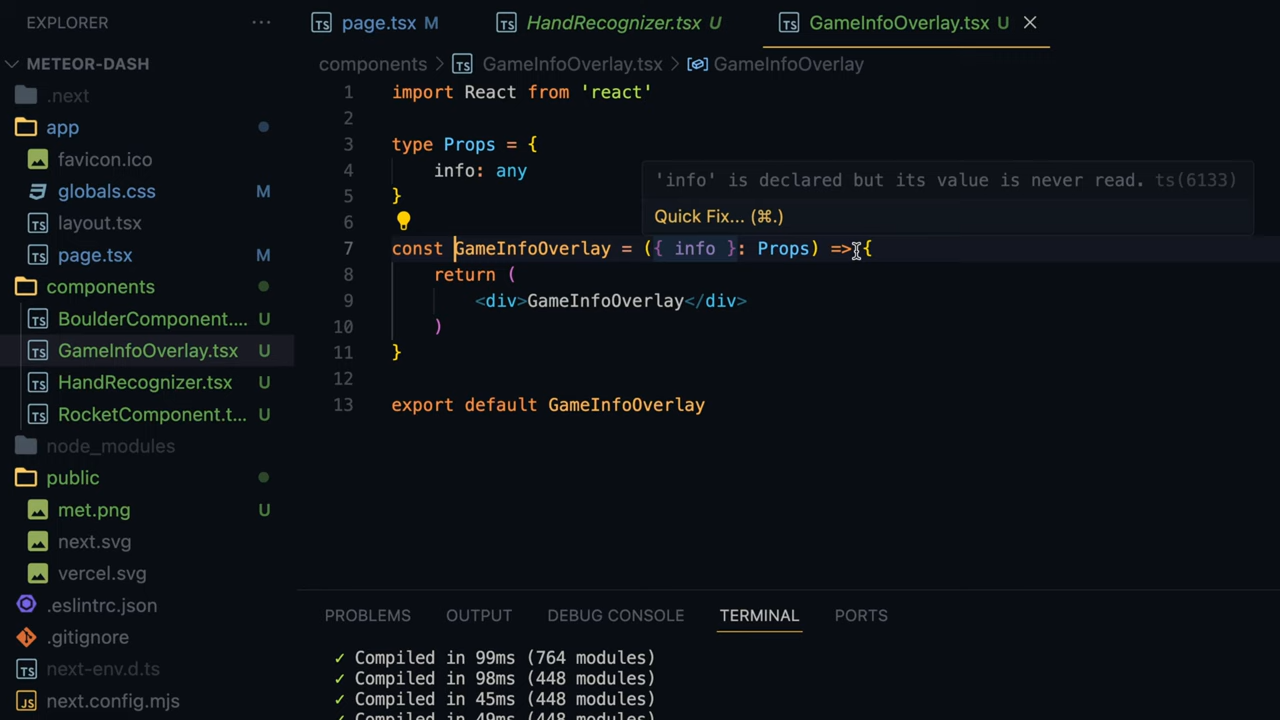 EXPLORER
···
page.tsx M
HandRecognizer.tsx U
GameInfoOverlay.tsx U
METEOR-DASH
components > GameInfoOverlay.tsx > GameInfoOverlay
.next
app
favicon.ico
globals.css M
layout.tsx
page.tsx M
components
BoulderComponent.... U
GameInfoOverlay.tsx U
HandRecognizer.tsx U
RocketComponent.t... U
node_modules
public
met.png U
next.svg
vercel.svg
.eslintrc.json
.gitignore
next-env.d.ts
next.config.mjs
1 import React from 'react'
2
3 type Props = {
4 info: any
5 }
6
7 const GameInfoOverlay = ({ info }: Props) => {
8 return (
9 <div>GameInfoOverlay</div>
10 )
11 }
12
13 export default GameInfoOverlay
'info' is declared but its value is never read. ts(6133)
Quick Fix... (⌘.)
PROBLEMS OUTPUT DEBUG CONSOLE TERMINAL PORTS
✓ Compiled in 99ms (764 modules)
✓ Compiled in 98ms (448 modules)
✓ Compiled in 45ms (448 modules)
✓ Compiled in 49ms (448 modules)